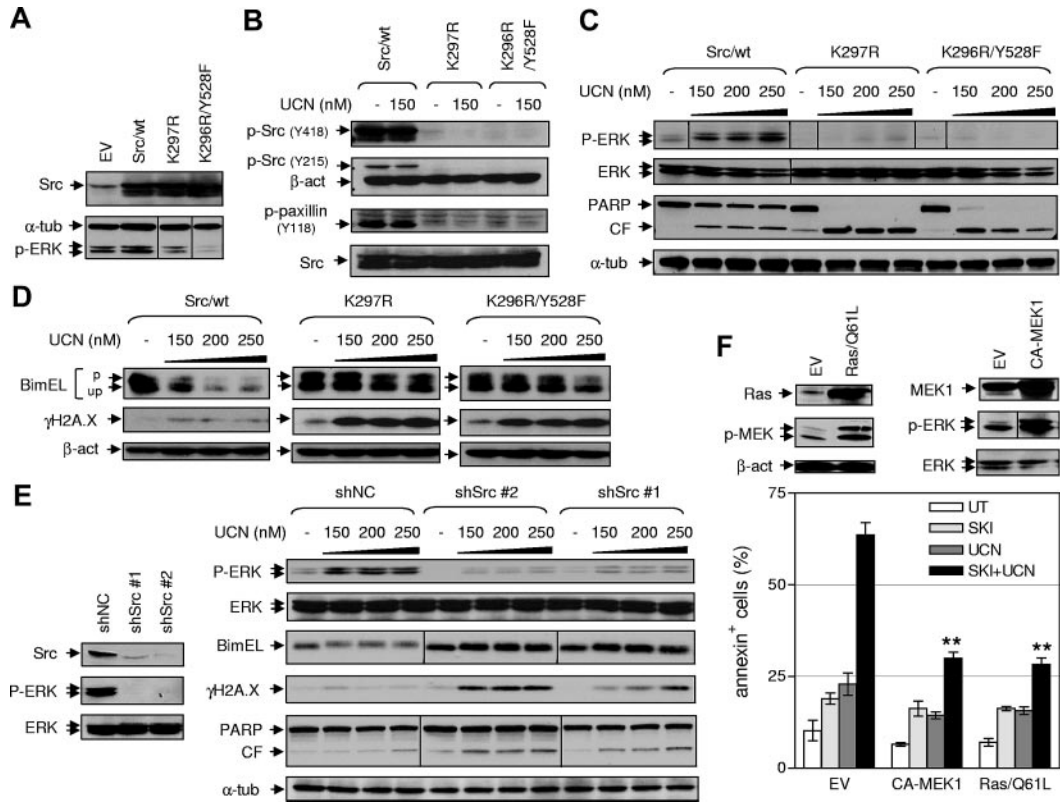 A
EV
Src/wt
K297R
K296R/Y528F
Src
α-tub
p-ERK
B
Src/wt
K297R
K296R
/Y528F
UCN (nM) - 150 - 150 - 150
p-Src (Y418)
p-Src (Y215)
β-act
p-paxillin
(Y118)
Src
C
Src/wt K297R K296R/Y528F
UCN (nM) - 150 200 250 - 150 200 250 - 150 200 250
P-ERK
ERK
PARP
CF
α-tub
D
Src/wt K297R K296R/Y528F
UCN (nM) - 150 200 250 - 150 200 250 - 150 200 250
BimEL
p
up
γH2A.X
β-act
E
shNC
shSrc #1
shSrc #2
Src
P-ERK
ERK
shNC shSrc #2 shSrc #1
UCN (nM) - 150 200 250 - 150 200 250 - 150 200 250
P-ERK
ERK
BimEL
γH2A.X
PARP
CF
α-tub
F
EV
Ras/Q61L
Ras
p-MEK
β-act
EV
CA-MEK1
MEK1
p-ERK
ERK
annexin+ cells (%)
75
50
25
0
UT
SKI
UCN
SKI+UCN
** **
EV CA-MEK1 Ras/Q61L